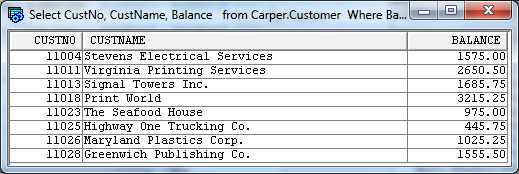 Select CustNo, CustName, Balance from Carper.Customer Where Ba...
CUSTNO CUSTNAME BALANCE
11004 Stevens Electrical Services 1575.00
11011 Virginia Printing Services 2650.50
11013 Signal Towers Inc. 1685.75
11018 Print World 3215.25
11023 The Seafood House 975.00
11025 Highway One Trucking Co. 445.75
11026 Maryland Plastics Corp. 1025.25
11028 Greenwich Publishing Co. 1555.50